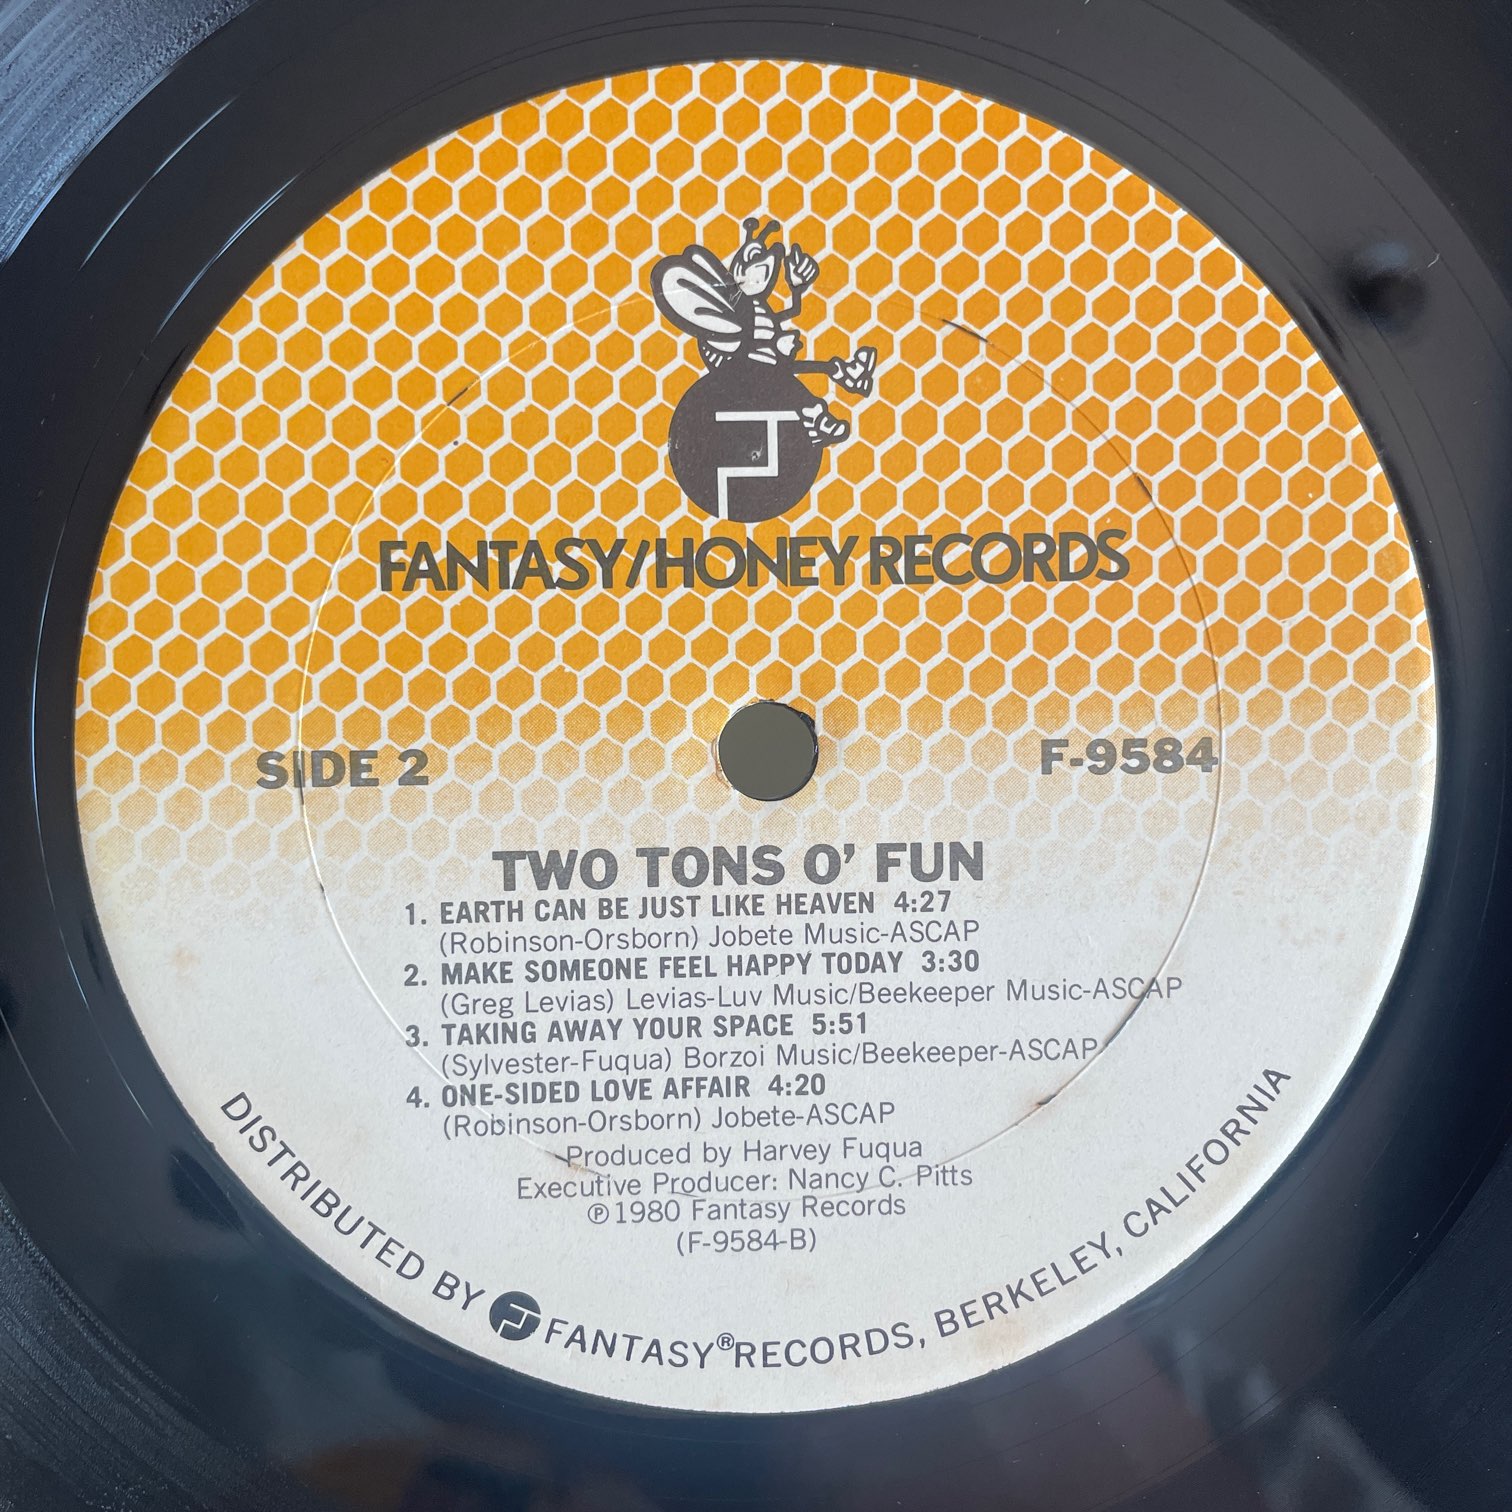 FANTASY/HONEY RECORDS
SIDE 2 F-9584
TWO TONS O' FUN
1. EARTH CAN BE JUST LIKE HEAVEN 4:27
(Robinson-Orsborn) Jobete Music-ASCAP
2. MAKE SOMEONE FEEL HAPPY TODAY 3:30
(Greg Levias) Levias-Luv Music/Beekeeper Music-ASCAP
3. TAKING AWAY YOUR SPACE 5:51
(Sylvester-Fuqua) Borzoi Music/Beekeeper-ASCAP
4. ONE-SIDED LOVE AFFAIR 4:20
(Robinson-Orsborn) Jobete-ASCAP
Produced by Harvey Fuqua
Executive Producer: Nancy C. Pitts
℗1980 Fantasy Records
(F-9584-B)
DISTRIBUTED BY FANTASY® RECORDS, BERKELEY, CALIFORNIA